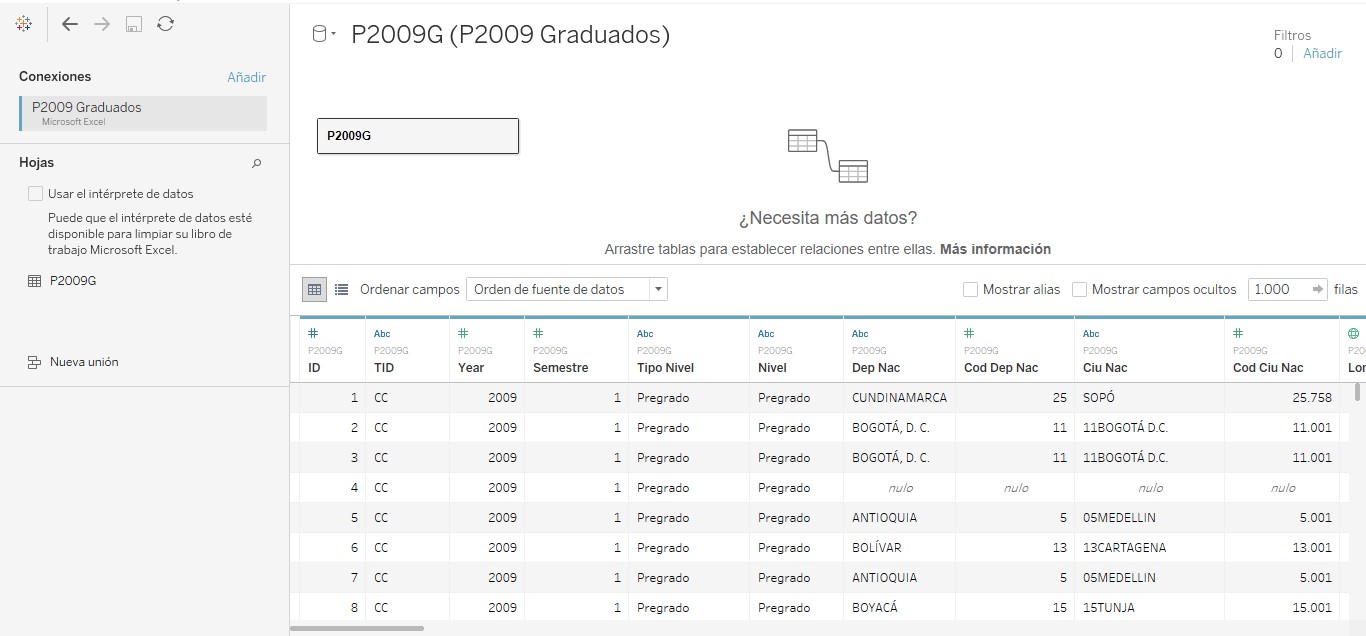 P2009G (P2009 Graduados)
Filtros
0 Añadir
Conexiones Añadir
P2009 Graduados
Microsoft Excel
P2009G
Hojas
Usar el intérprete de datos
Puede que el intérprete de datos esté
disponible para limpiar su libro de
trabajo Microsoft Excel.
P2009G
Nueva unión
¿Necesita más datos?
Arrastre tablas para establecer relaciones entre ellas. Más información
Ordenar campos Orden de fuente de datos Mostrar alias Mostrar campos ocultos 1.000 filas
# Abc # # Abc Abc Abc # Abc #
P2009G P2009G P2009G P2009G P2009G P2009G P2009G P2009G P2009G P2009G P20
ID TID Year Semestre Tipo Nivel Nivel Dep Nac Cod Dep Nac Ciu Nac Cod Ciu Nac Lon
1 CC 2009 1 Pregrado Pregrado CUNDINAMARCA 25 SOPÓ 25.758
2 CC 2009 1 Pregrado Pregrado BOGOTÁ, D. C. 11 11BOGOTÁ D.C. 11.001
3 CC 2009 1 Pregrado Pregrado BOGOTÁ, D. C. 11 11BOGOTÁ D.C. 11.001
4 CC 2009 1 Pregrado Pregrado nulo nulo nulo nulo
5 CC 2009 1 Pregrado Pregrado ANTIOQUIA 5 05MEDELLIN 5.001
6 CC 2009 1 Pregrado Pregrado BOLÍVAR 13 13CARTAGENA 13.001
7 CC 2009 1 Pregrado Pregrado ANTIOQUIA 5 05MEDELLIN 5.001
8 CC 2009 1 Pregrado Pregrado BOYACÁ 15 15TUNJA 15.001